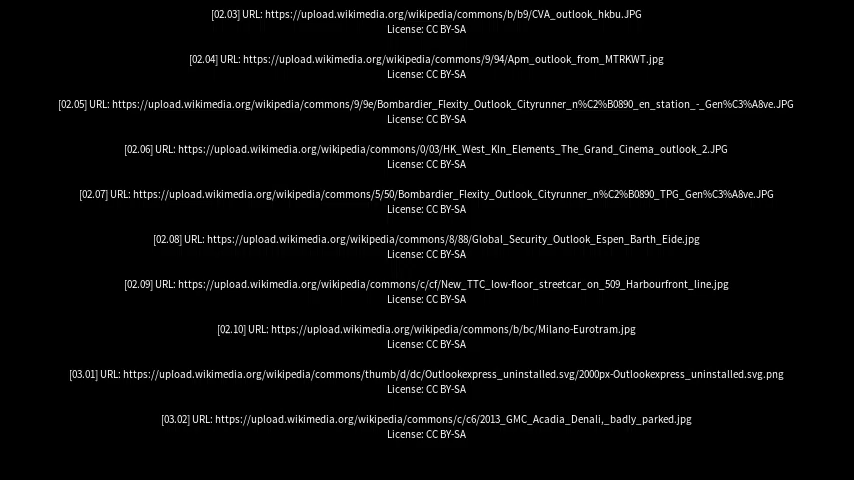 [02.03] URL: https://upload.wikimedia.org/wikipedia/commons/b/b9/CVA_outlook_hkbu.JPG
License: CC BY-SA
[02.04] URL: https://upload.wikimedia.org/wikipedia/commons/9/94/Apm_outlook_from_MTRKWT.jpg
License: CC BY-SA
[02.05] URL: https://upload.wikimedia.org/wikipedia/commons/9/9e/Bombardier_Flexity_Outlook_Cityrunner_n%C2%B0890_en_station_-_Gen%C3%A8ve.JPG
License: CC BY-SA
[02.06] URL: https://upload.wikimedia.org/wikipedia/commons/0/03/HK_West_Kln_Elements_The_Grand_Cinema_outlook_2.JPG
License: CC BY-SA
[02.07] URL: https://upload.wikimedia.org/wikipedia/commons/5/50/Bombardier_Flexity_Outlook_Cityrunner_n%C2%B0890_TPG_Gen%C3%A8ve.JPG
License: CC BY-SA
[02.08] URL: https://upload.wikimedia.org/wikipedia/commons/8/88/Global_Security_Outlook_Espen_Barth_Eide.jpg
License: CC BY-SA
[02.09] URL: https://upload.wikimedia.org/wikipedia/commons/c/cf/New_TTC_low-floor_streetcar_on_509_Harbourfront_line.jpg
License: CC BY-SA
[02.10] URL: https://upload.wikimedia.org/wikipedia/commons/b/bc/Milano-Eurotram.jpg
License: CC BY-SA
[03.01] URL: https://upload.wikimedia.org/wikipedia/commons/thumb/d/dc/Outlookexpress_uninstalled.svg/2000px-Outlookexpress_uninstalled.svg.png
License: CC BY-SA
[03.02] URL: https://upload.wikimedia.org/wikipedia/commons/c/c6/2013_GMC_Acadia_Denali,_badly_parked.jpg
License: CC BY-SA